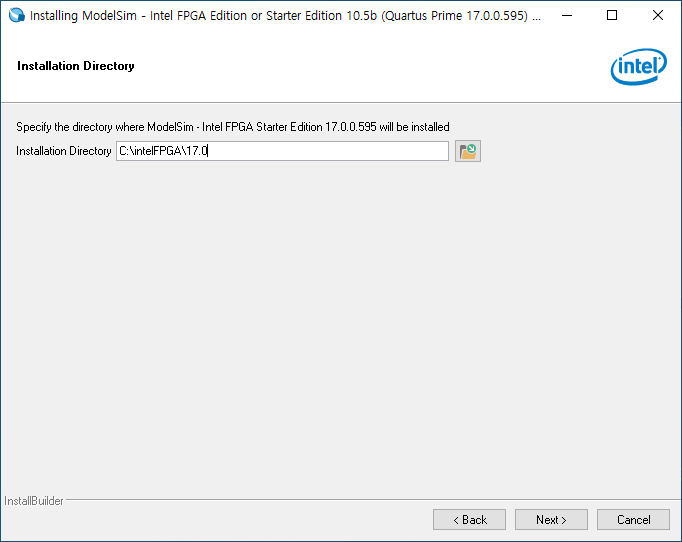 Installing ModelSim - Intel FPGA Edition or Starter Edition 10.5b (Quartus Prime 17.0.0.595) ...
Installation Directory
intel
Specify the directory where ModelSim - Intel FPGA Starter Edition 17.0.0.595 will be installed
Installation Directory C:\intelFPGA\17.0
InstallBuilder
< Back Next > Cancel